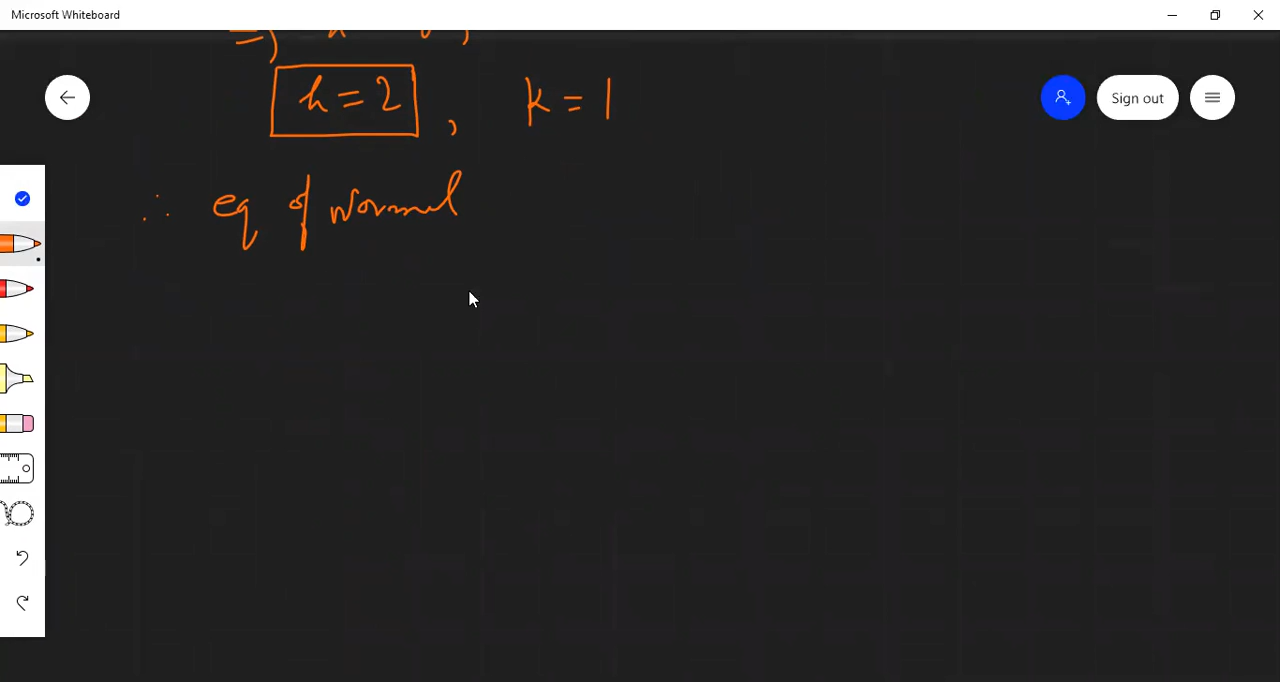 Microsoft Whiteboard
Sign out
h = 2 , k = 1
∴ eq of Normal